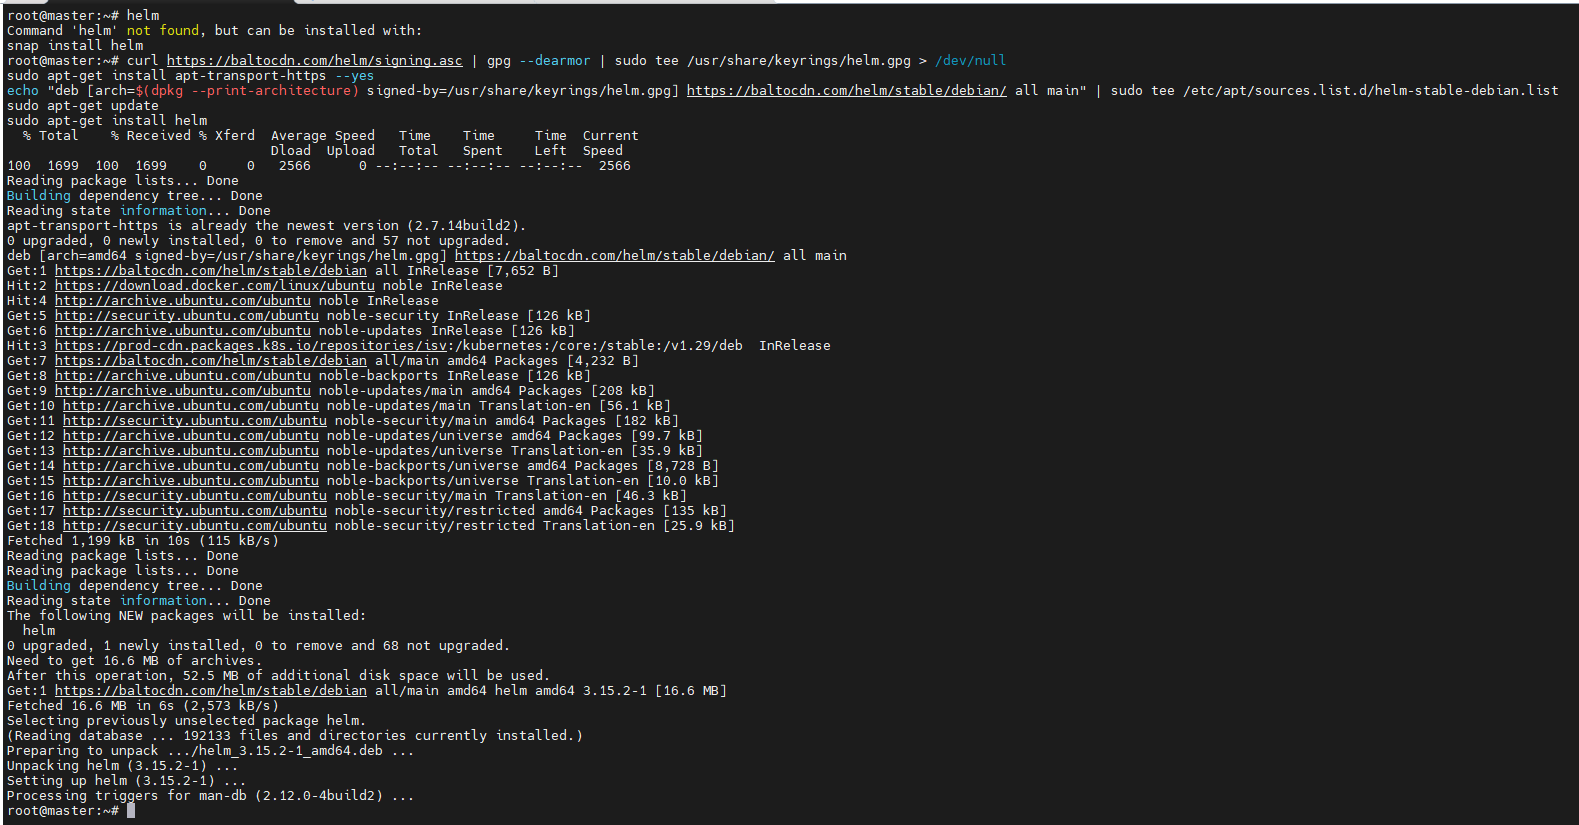 root@master:~# helm
Command 'helm' not found, but can be installed with:
snap install helm
root@master:~# curl https://baltocdn.com/helm/signing.asc | gpg --dearmor | sudo tee /usr/share/keyrings/helm.gpg > /dev/null
sudo apt-get install apt-transport-https --yes
echo "deb [arch=$(dpkg --print-architecture) signed-by=/usr/share/keyrings/helm.gpg] https://baltocdn.com/helm/stable/debian/ all main" | sudo tee /etc/apt/sources.list.d/helm-stable-debian.list
sudo apt-get update
sudo apt-get install helm
  % Total    % Received % Xferd  Average Speed   Time    Time     Time  Current
                                 Dload  Upload   Total   Spent    Left  Speed
100  1699  100  1699    0     0   2566      0 --:--:-- --:--:-- --:--:--  2566
Reading package lists... Done
Building dependency tree... Done
Reading state information... Done
apt-transport-https is already the newest version (2.7.14build2).
0 upgraded, 0 newly installed, 0 to remove and 57 not upgraded.
deb [arch=amd64 signed-by=/usr/share/keyrings/helm.gpg] https://baltocdn.com/helm/stable/debian/ all main
Get:1 https://baltocdn.com/helm/stable/debian all InRelease [7,652 B]
Hit:2 https://download.docker.com/linux/ubuntu noble InRelease
Hit:4 http://archive.ubuntu.com/ubuntu noble InRelease
Get:5 http://security.ubuntu.com/ubuntu noble-security InRelease [126 kB]
Get:6 http://archive.ubuntu.com/ubuntu noble-updates InRelease [126 kB]
Hit:3 https://prod-cdn.packages.k8s.io/repositories/isv:/kubernetes:/core:/stable:/v1.29/deb  InRelease
Get:7 https://baltocdn.com/helm/stable/debian all/main amd64 Packages [4,232 B]
Get:8 http://archive.ubuntu.com/ubuntu noble-backports InRelease [126 kB]
Get:9 http://archive.ubuntu.com/ubuntu noble-updates/main amd64 Packages [208 kB]
Get:10 http://archive.ubuntu.com/ubuntu noble-updates/main Translation-en [56.1 kB]
Get:11 http://security.ubuntu.com/ubuntu noble-security/main amd64 Packages [182 kB]
Get:12 http://archive.ubuntu.com/ubuntu noble-updates/universe amd64 Packages [99.7 kB]
Get:13 http://archive.ubuntu.com/ubuntu noble-updates/universe Translation-en [35.9 kB]
Get:14 http://archive.ubuntu.com/ubuntu noble-backports/universe amd64 Packages [8,728 B]
Get:15 http://archive.ubuntu.com/ubuntu noble-backports/universe Translation-en [10.0 kB]
Get:16 http://security.ubuntu.com/ubuntu noble-security/main Translation-en [46.3 kB]
Get:17 http://security.ubuntu.com/ubuntu noble-security/restricted amd64 Packages [135 kB]
Get:18 http://security.ubuntu.com/ubuntu noble-security/restricted Translation-en [25.9 kB]
Fetched 1,199 kB in 10s (115 kB/s)
Reading package lists... Done
Reading package lists... Done
Building dependency tree... Done
Reading state information... Done
The following NEW packages will be installed:
  helm
0 upgraded, 1 newly installed, 0 to remove and 68 not upgraded.
Need to get 16.6 MB of archives.
After this operation, 52.5 MB of additional disk space will be used.
Get:1 https://baltocdn.com/helm/stable/debian all/main amd64 helm amd64 3.15.2-1 [16.6 MB]
Fetched 16.6 MB in 6s (2,573 kB/s)
Selecting previously unselected package helm.
(Reading database ... 192133 files and directories currently installed.)
Preparing to unpack .../helm_3.15.2-1_amd64.deb ...
Unpacking helm (3.15.2-1) ...
Setting up helm (3.15.2-1) ...
Processing triggers for man-db (2.12.0-4build2) ...
root@master:~#